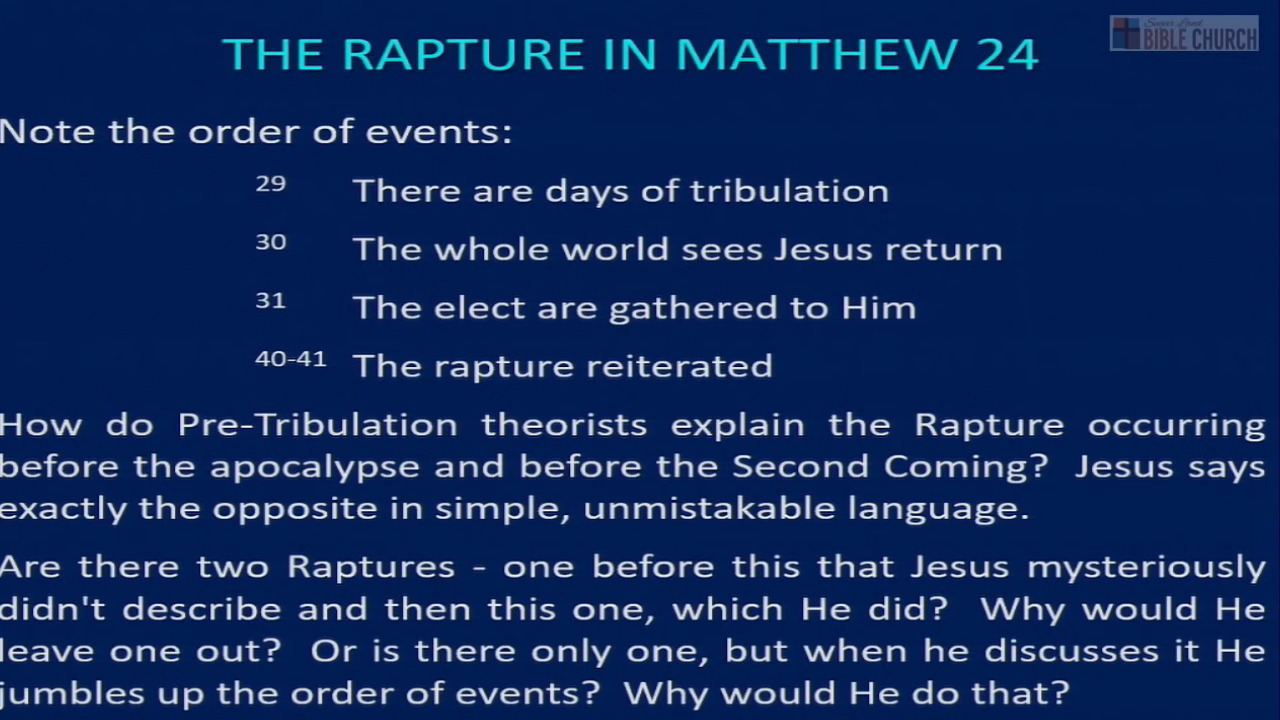 Sugar Land
BIBLE CHURCH
THE RAPTURE IN MATTHEW 24
Note the order of events:
29 There are days of tribulation
30 The whole world sees Jesus return
31 The elect are gathered to Him
40-41 The rapture reiterated
How do Pre-Tribulation theorists explain the Rapture occurring
before the apocalypse and before the Second Coming? Jesus says
exactly the opposite in simple, unmistakable language.
Are there two Raptures - one before this that Jesus mysteriously
didn't describe and then this one, which He did? Why would He
leave one out? Or is there only one, but when he discusses it He
jumbles up the order of events? Why would He do that?